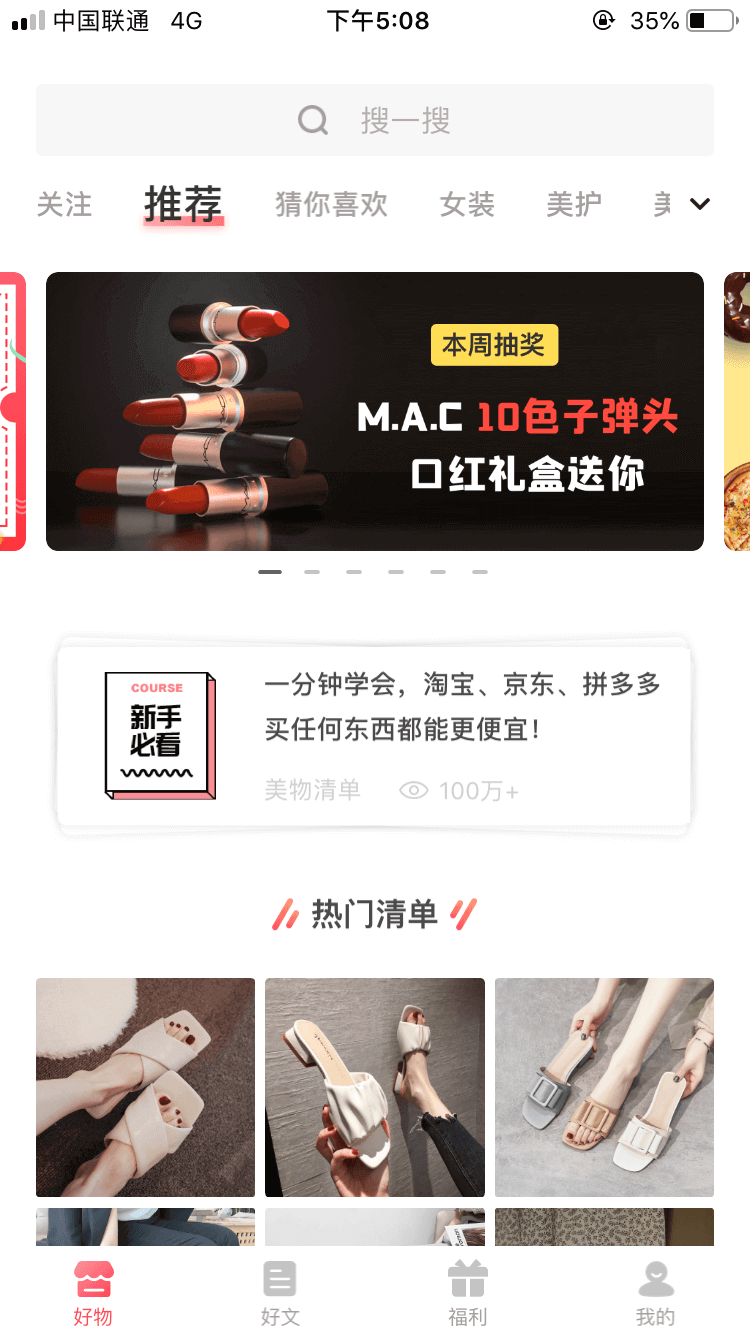 中国联通 4G 下午5:08 35%
搜一搜
关注 推荐 猜你喜欢 女装 美护
本周抽奖
M.A.C 10色子弹头
口红礼盒送你
COURSE
新手
必看
一分钟学会，淘宝、京东、拼多多
买任何东西都能更便宜！
美物清单 100万+
热门清单
好物 好文 福利 我的